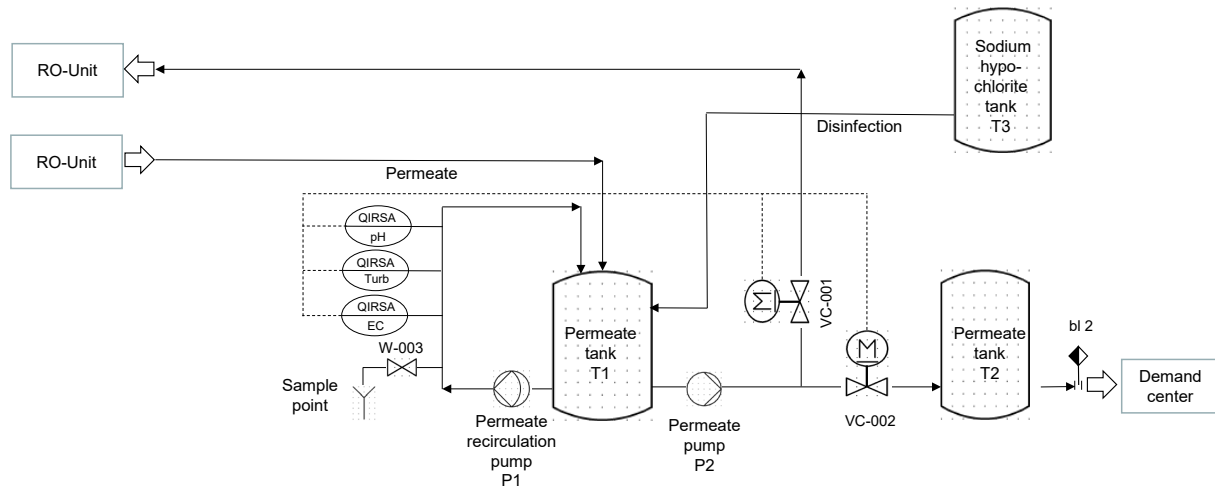 RO-Unit
RO-Unit
Sodium
hypo-
chlorite
tank
T3
Disinfection
Permeate
QIRSA
pH
QIRSA
Turb
QIRSA
EC
W-003
Sample
point
Permeate
recirculation
pump
P1
Permeate
tank
T1
Permeate
pump
P2
M
VC-001
M
VC-002
Permeate
tank
T2
bl 2
Demand
center